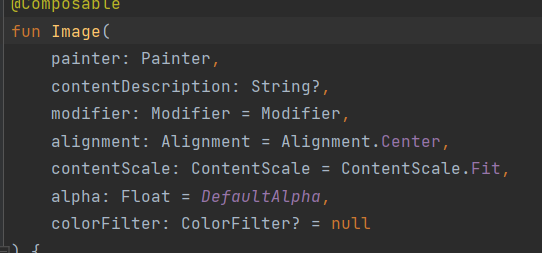 @Composable
fun Image(
    painter: Painter,
    contentDescription: String?,
    modifier: Modifier = Modifier,
    alignment: Alignment = Alignment.Center,
    contentScale: ContentScale = ContentScale.Fit,
    alpha: Float = DefaultAlpha,
    colorFilter: ColorFilter? = null
) {